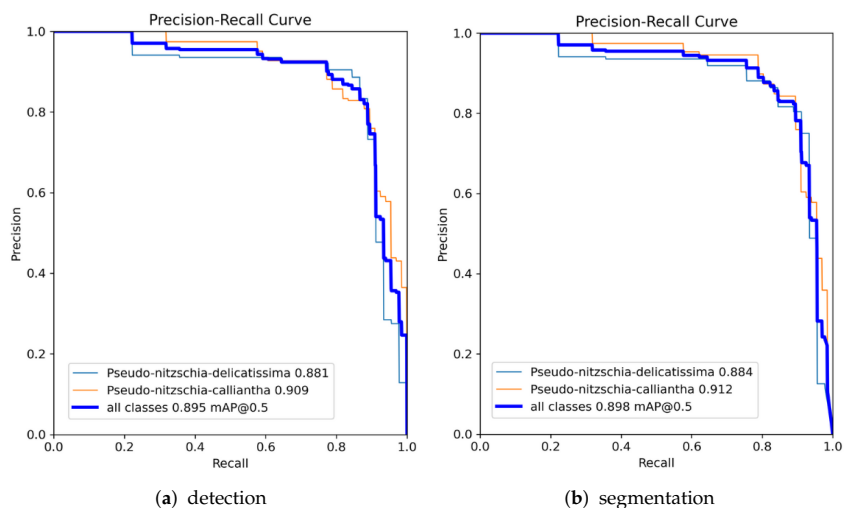 Precision-Recall Curve
1.0
0.8
0.6
0.4
0.2
0.0
Precision
0.0 0.2 0.4 0.6 0.8 1.0
Recall
Pseudo-nitzschia-delicatissima 0.881
Pseudo-nitzschia-calliantha 0.909
all classes 0.895 mAP@0.5
(a) detection
Precision-Recall Curve
1.0
0.8
0.6
0.4
0.2
0.0
Precision
0.0 0.2 0.4 0.6 0.8 1.0
Recall
Pseudo-nitzschia-delicatissima 0.884
Pseudo-nitzschia-calliantha 0.912
all classes 0.898 mAP@0.5
(b) segmentation